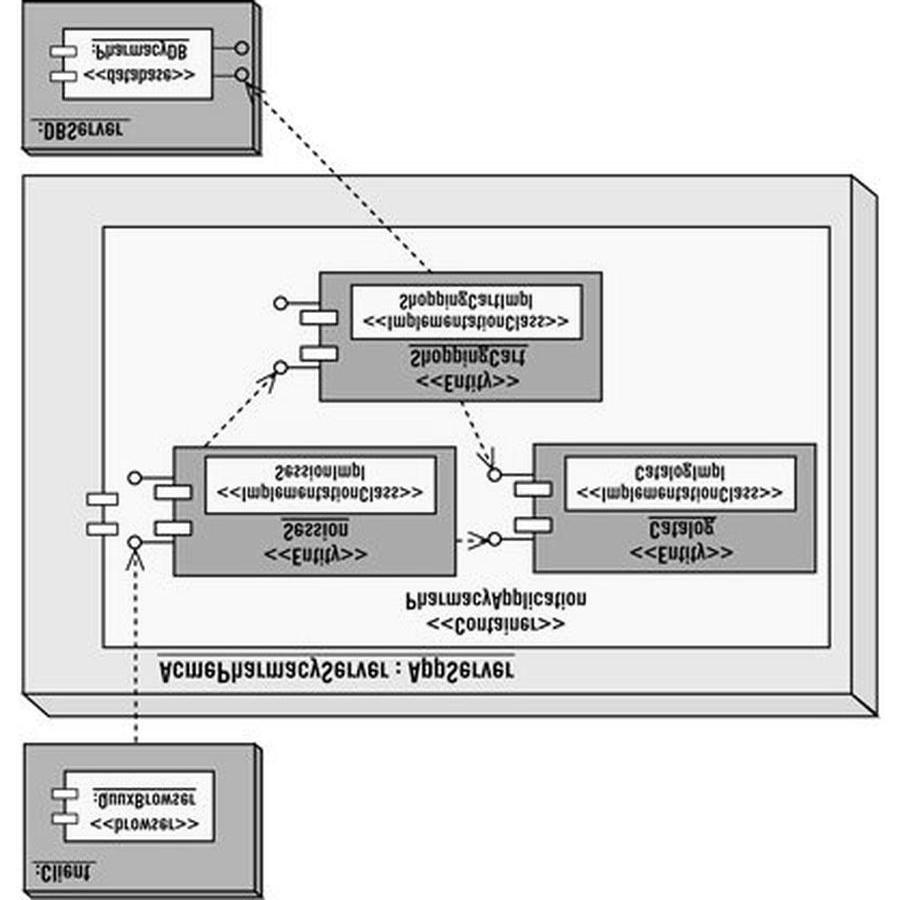 :Client
<<browser>>
:QuuxBrowser
AcmePharmacyServer : AppServer
<<Container>>
PharmacyApplication
<<Entity>>
Session
<<ImplementationClass>>
SessionImpl
<<Entity>>
Catalog
<<ImplementationClass>>
CatalogImpl
<<Entity>>
ShoppingCart
<<ImplementationClass>>
ShoppingCartImpl
:DBServer
<<database>>
:PharmacyDB